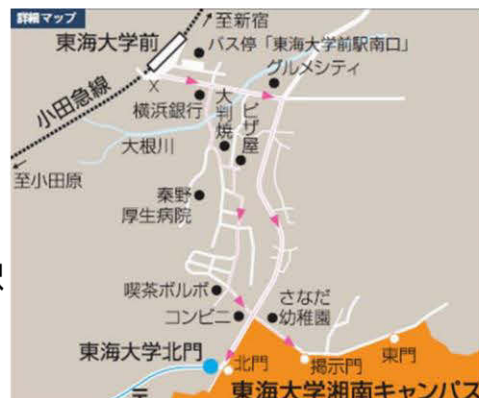 詳細マップ
至新宿
東海大学前
バス停「東海大学前駅南口」
グルメシティ
小田急線
横浜銀行
大判焼
ピザ屋
大根川
至小田原
秦野
厚生病院
喫茶ボルボ
コンビニ
さなだ
幼稚園
東海大学北門
北門
掲示門
東門
東海大学湘南キャンパス